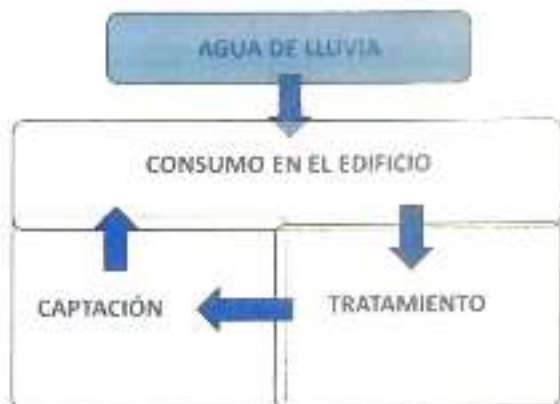 AGUA DE LLUVIA
CONSUMO EN EL EDIFICIO
CAPTACIÓN
TRATAMIENTO